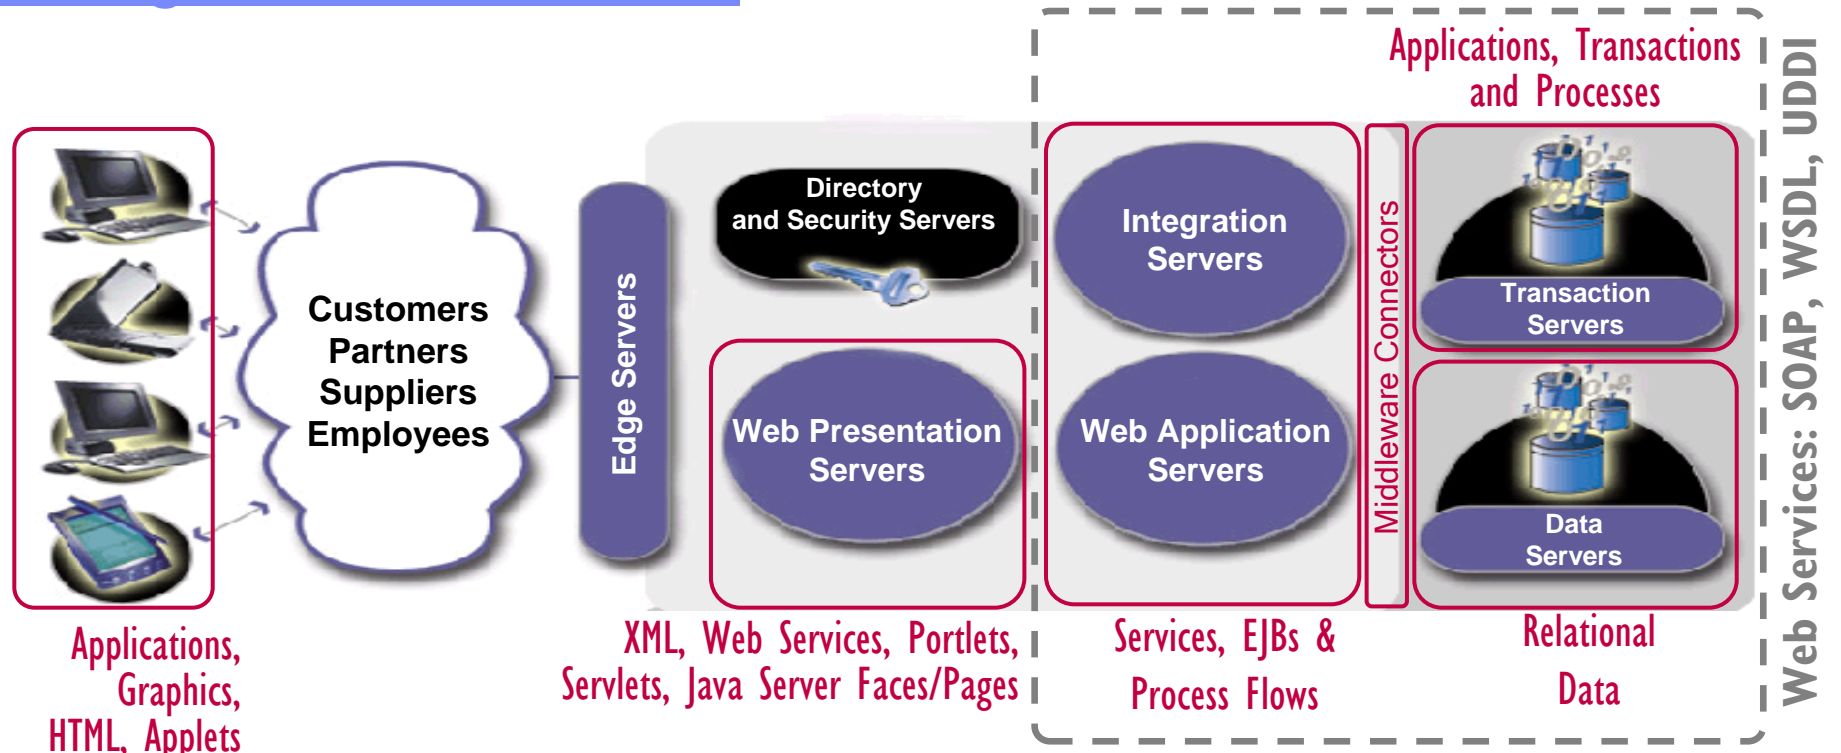 Applications, Transactions
and Processes
Directory
and Security Servers
Integration
Servers
Customers
Partners
Suppliers
Employees
Edge Servers
Web Presentation
Servers
Web Application
Servers
Middleware Connectors
Transaction
Servers
Data
Servers
Web Services: SOAP, WSDL, UDDI
Applications,
Graphics,
HTML, Applets
XML, Web Services, Portlets,
Servlets, Java Server Faces/Pages
Services, EJBs &
Process Flows
Relational
Data